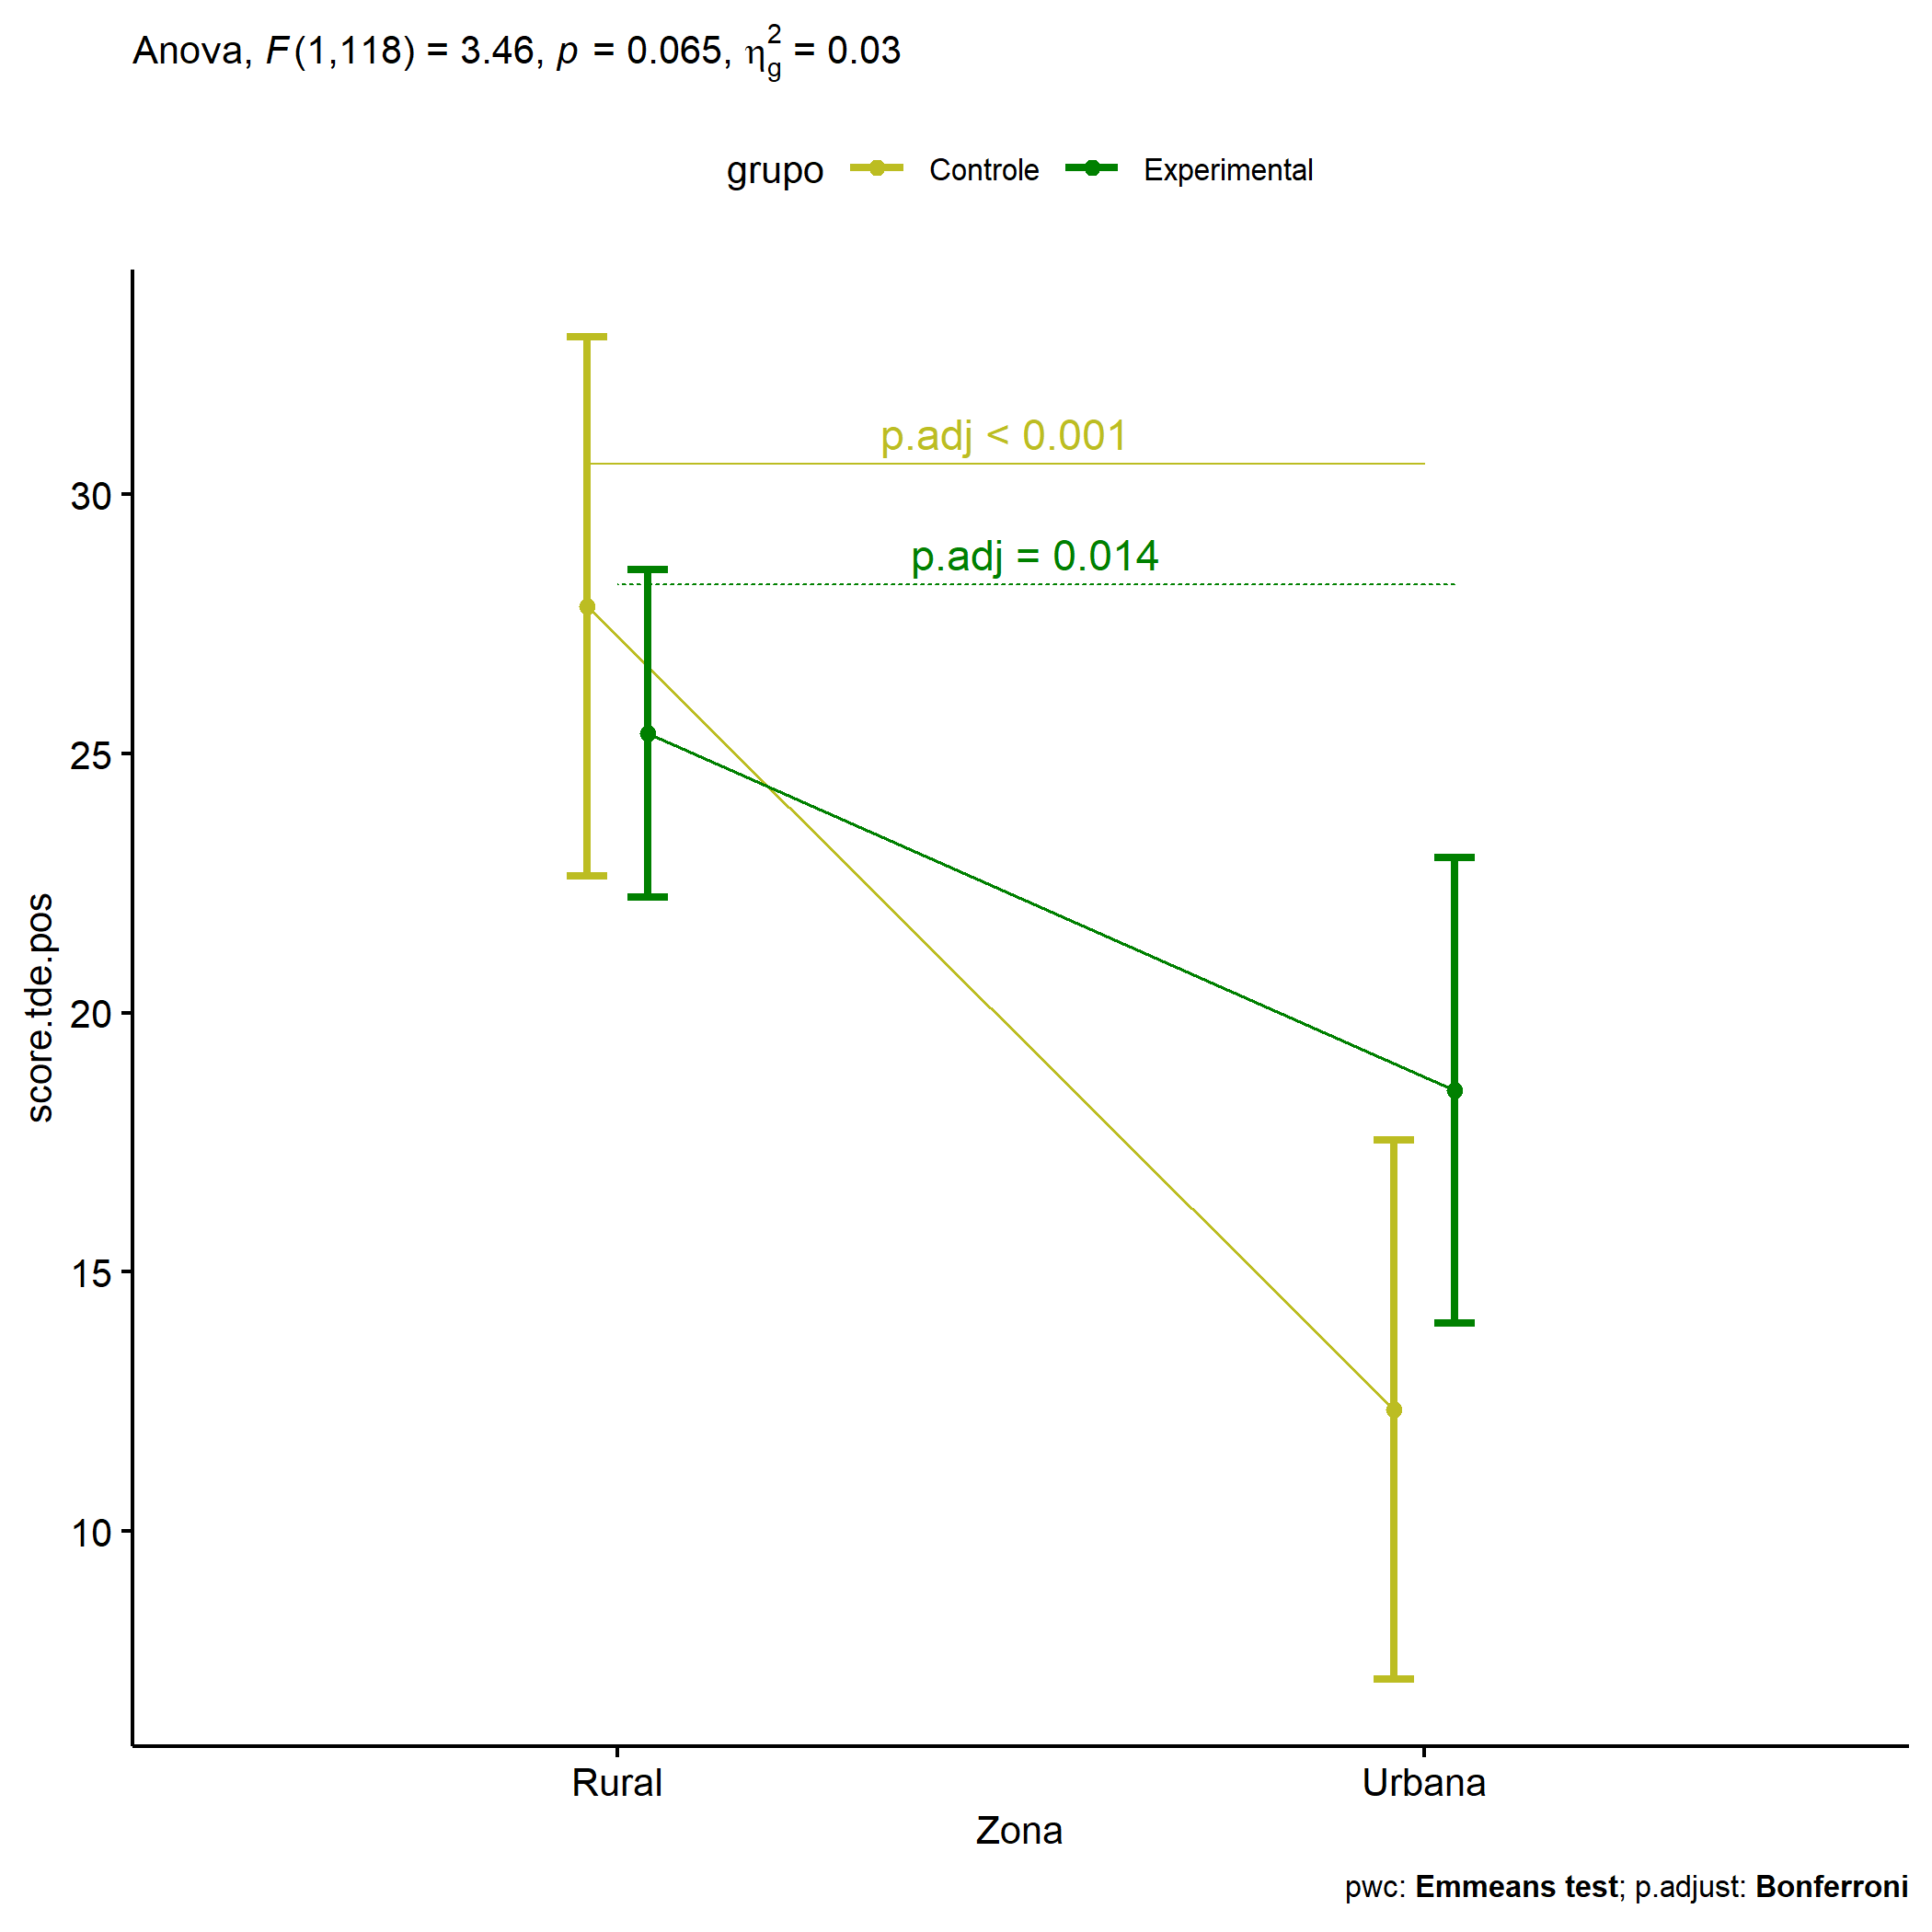 Anova, F(1,118) = 3.46, p = 0.065, η²g = 0.03
grupo Controle Experimental
p.adj < 0.001
p.adj = 0.014
30
25
20
15
10
score.tde.pos
Rural Urbana
Zona
pwc: Emmeans test; p.adjust: Bonferroni